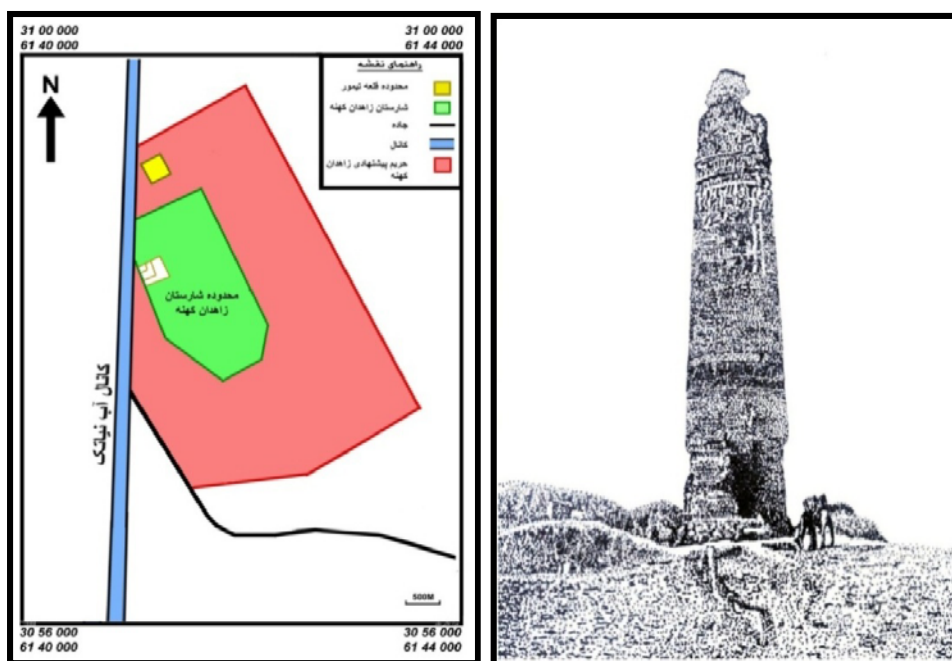 31 00 000
61 40 000
31 00 000
61 44 000
N
راهنمای نقشه
محدوده قلعه تیمور
شارستان زاهدان کهنه
جاده
کانال
حریم پیشنهادی زاهدان
کهنه
محدوده شارستان
زاهدان کهنه
کانال آب نیاتک
500M
30 56 000
61 40 000
30 56 000
61 44 000